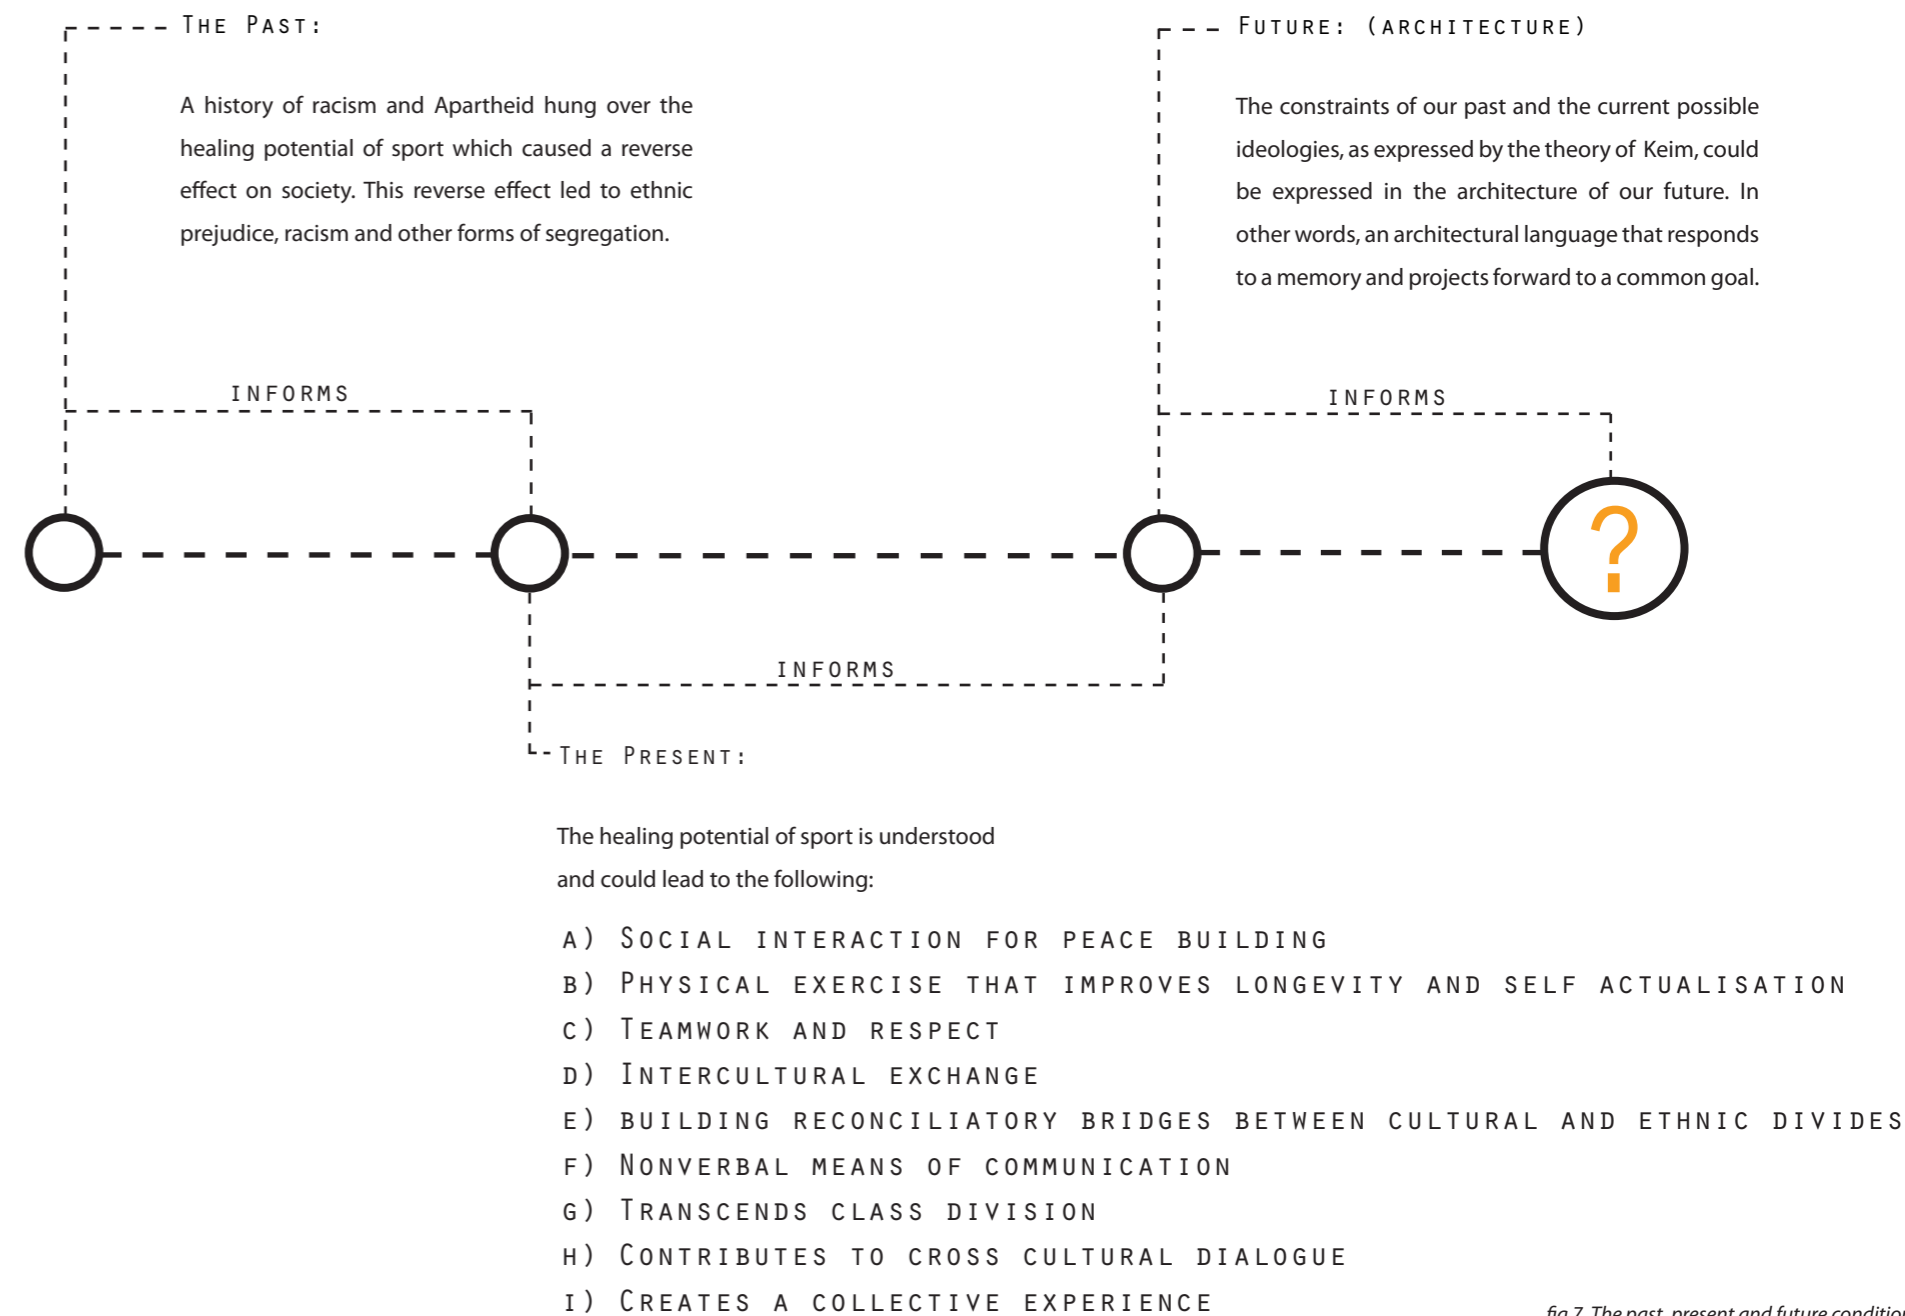 The Past:
A history of racism and Apartheid hung over the
healing potential of sport which caused a reverse
effect on society. This reverse effect led to ethnic
prejudice, racism and other forms of segregation.
Future: (architecture)
The constraints of our past and the current possible
ideologies, as expressed by the theory of Keim, could
be expressed in the architecture of our future. In
other words, an architectural language that responds
to a memory and projects forward to a common goal.
informs
informs
?
informs
The Present:
The healing potential of sport is understood
and could lead to the following:
a) Social interaction for peace building
b) Physical exercise that improves longevity and self actualisation
c) Teamwork and respect
d) Intercultural exchange
e) building reconciliatory bridges between cultural and ethnic divides
f) Nonverbal means of communication
g) Transcends class division
h) Contributes to cross cultural dialogue
i) Creates a collective experience
fig 7. The past, present and future condition